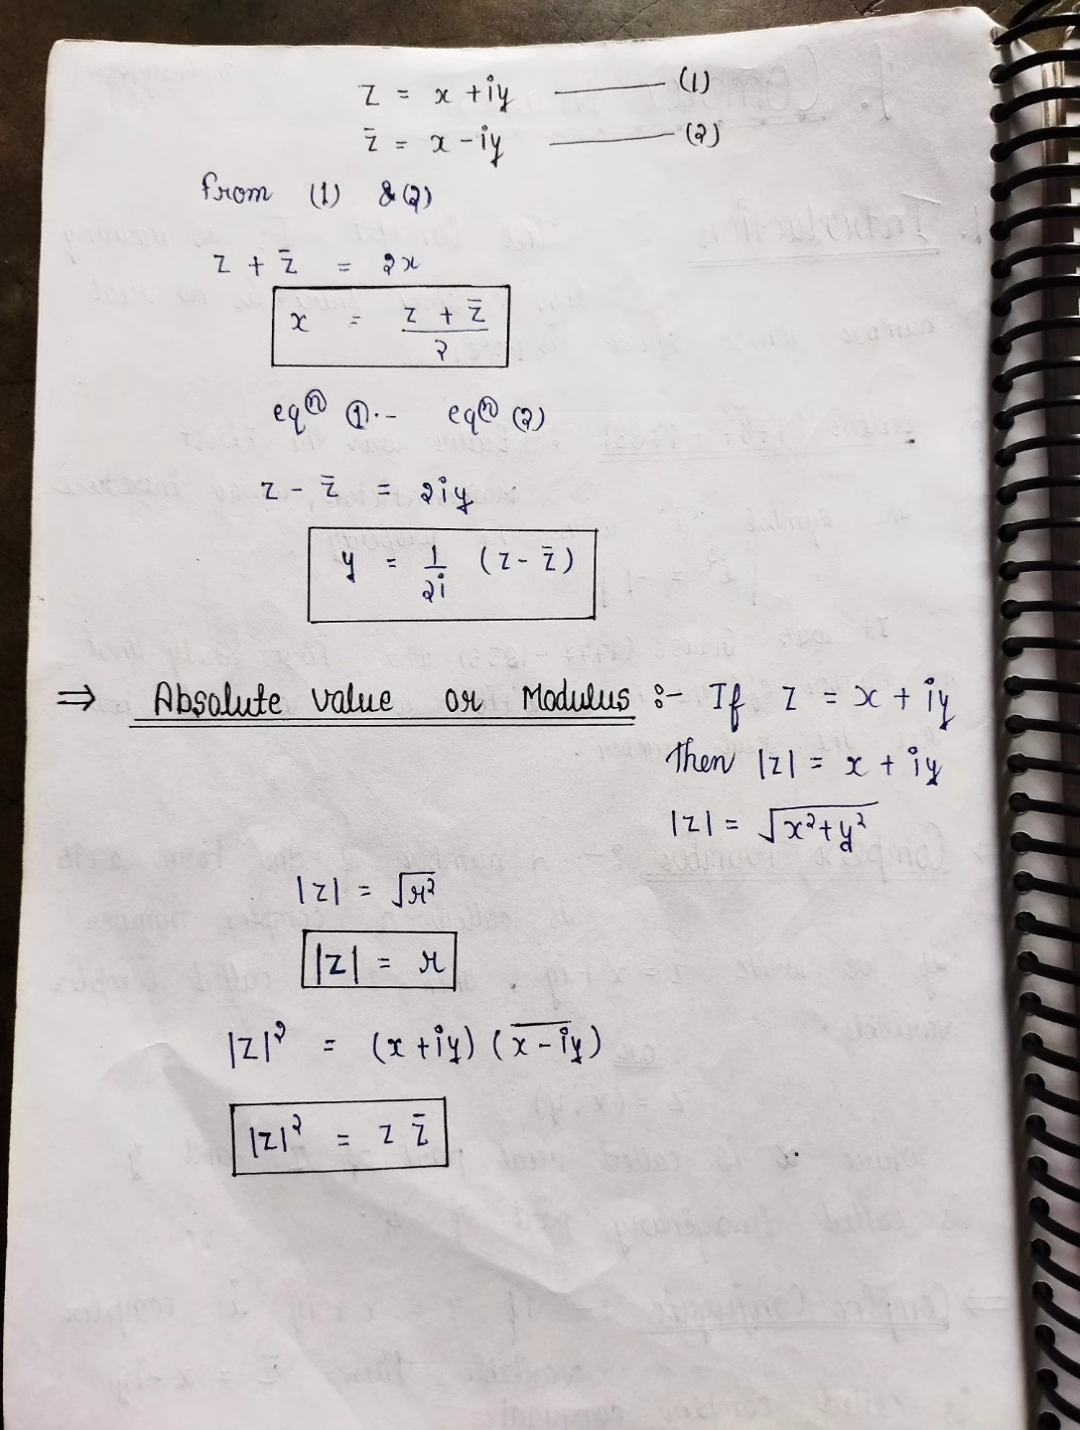 z = x + iy —— (1)
z̄ = x - iy —— (2)
from (1) & (2)
z + z̄ = 2x
x = (z + z̄)/2
eqⁿ ①.- eqⁿ (2)
z - z̄ = 2iy
y = 1/2i (z - z̄)
⇒ Absolute value or Modulus :- If z = x + iy
then |z| = x + iy
|z| = √x²+y²
|z| = √r²
|z| = r
|z|² = (x + iy) (x̅ ̅-̅ ̅i̅y)
|z|² = z z̄